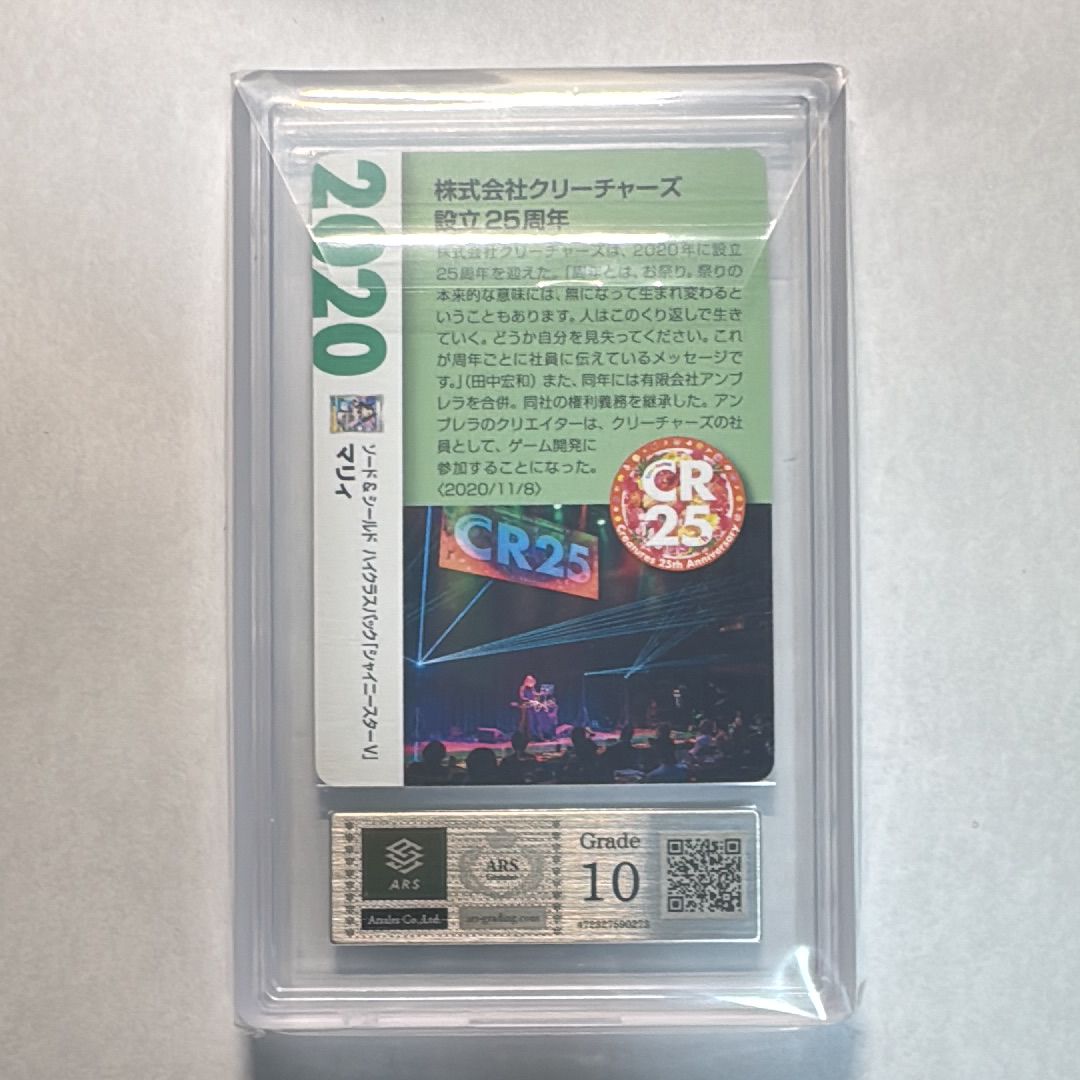 株式会社クリーチャーズ
設立25周年
株式会社クリーチャーズは、2020年に設立
25周年を迎えた。「周年とは、お祭り。祭りの
本来的な意味には、無になって生まれ変わると
いうこともあります。人はこのくり返しで生き
ていく。どうか自分を見失ってください。これ
が周年ごとに社員に伝えているメッセージで
す。」(田中宏和) また、同年には有限会社アンブ
レラを合併。同社の権利義務を継承した。アン
ブレラのクリエイターは、クリーチャーズの社
員として、ゲーム開発に
参加することになった。
〈2020/11/8〉
2020
マリィ
ソード&シールド ハイクラスパック「シャイニースターV」
CR
25
Creatures 25th Anniversary
CR25
ARS
Arsales Co.,Ltd.
ARS
ars-grading.com
Grade
10